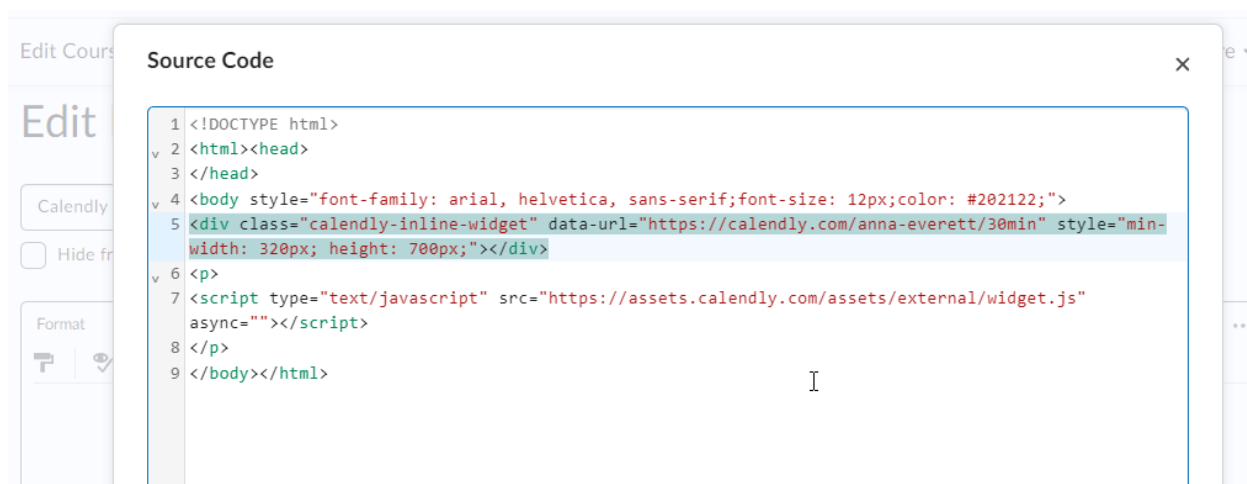 Edit Cours
Source Code
Edit
Calendly
Hide fr
Format
1 <!DOCTYPE html>
2 <html><head>
3 </head>
4 <body style="font-family: arial, helvetica, sans-serif;font-size: 12px;color: #202122;">
5 <div class="calendly-inline-widget" data-url="https://calendly.com/anna-everett/30min" style="min-
width: 320px; height: 700px;"></div>
6 <p>
7 <script type="text/javascript" src="https://assets.calendly.com/assets/external/widget.js"
async=""></script>
8 </p>
9 </body></html>